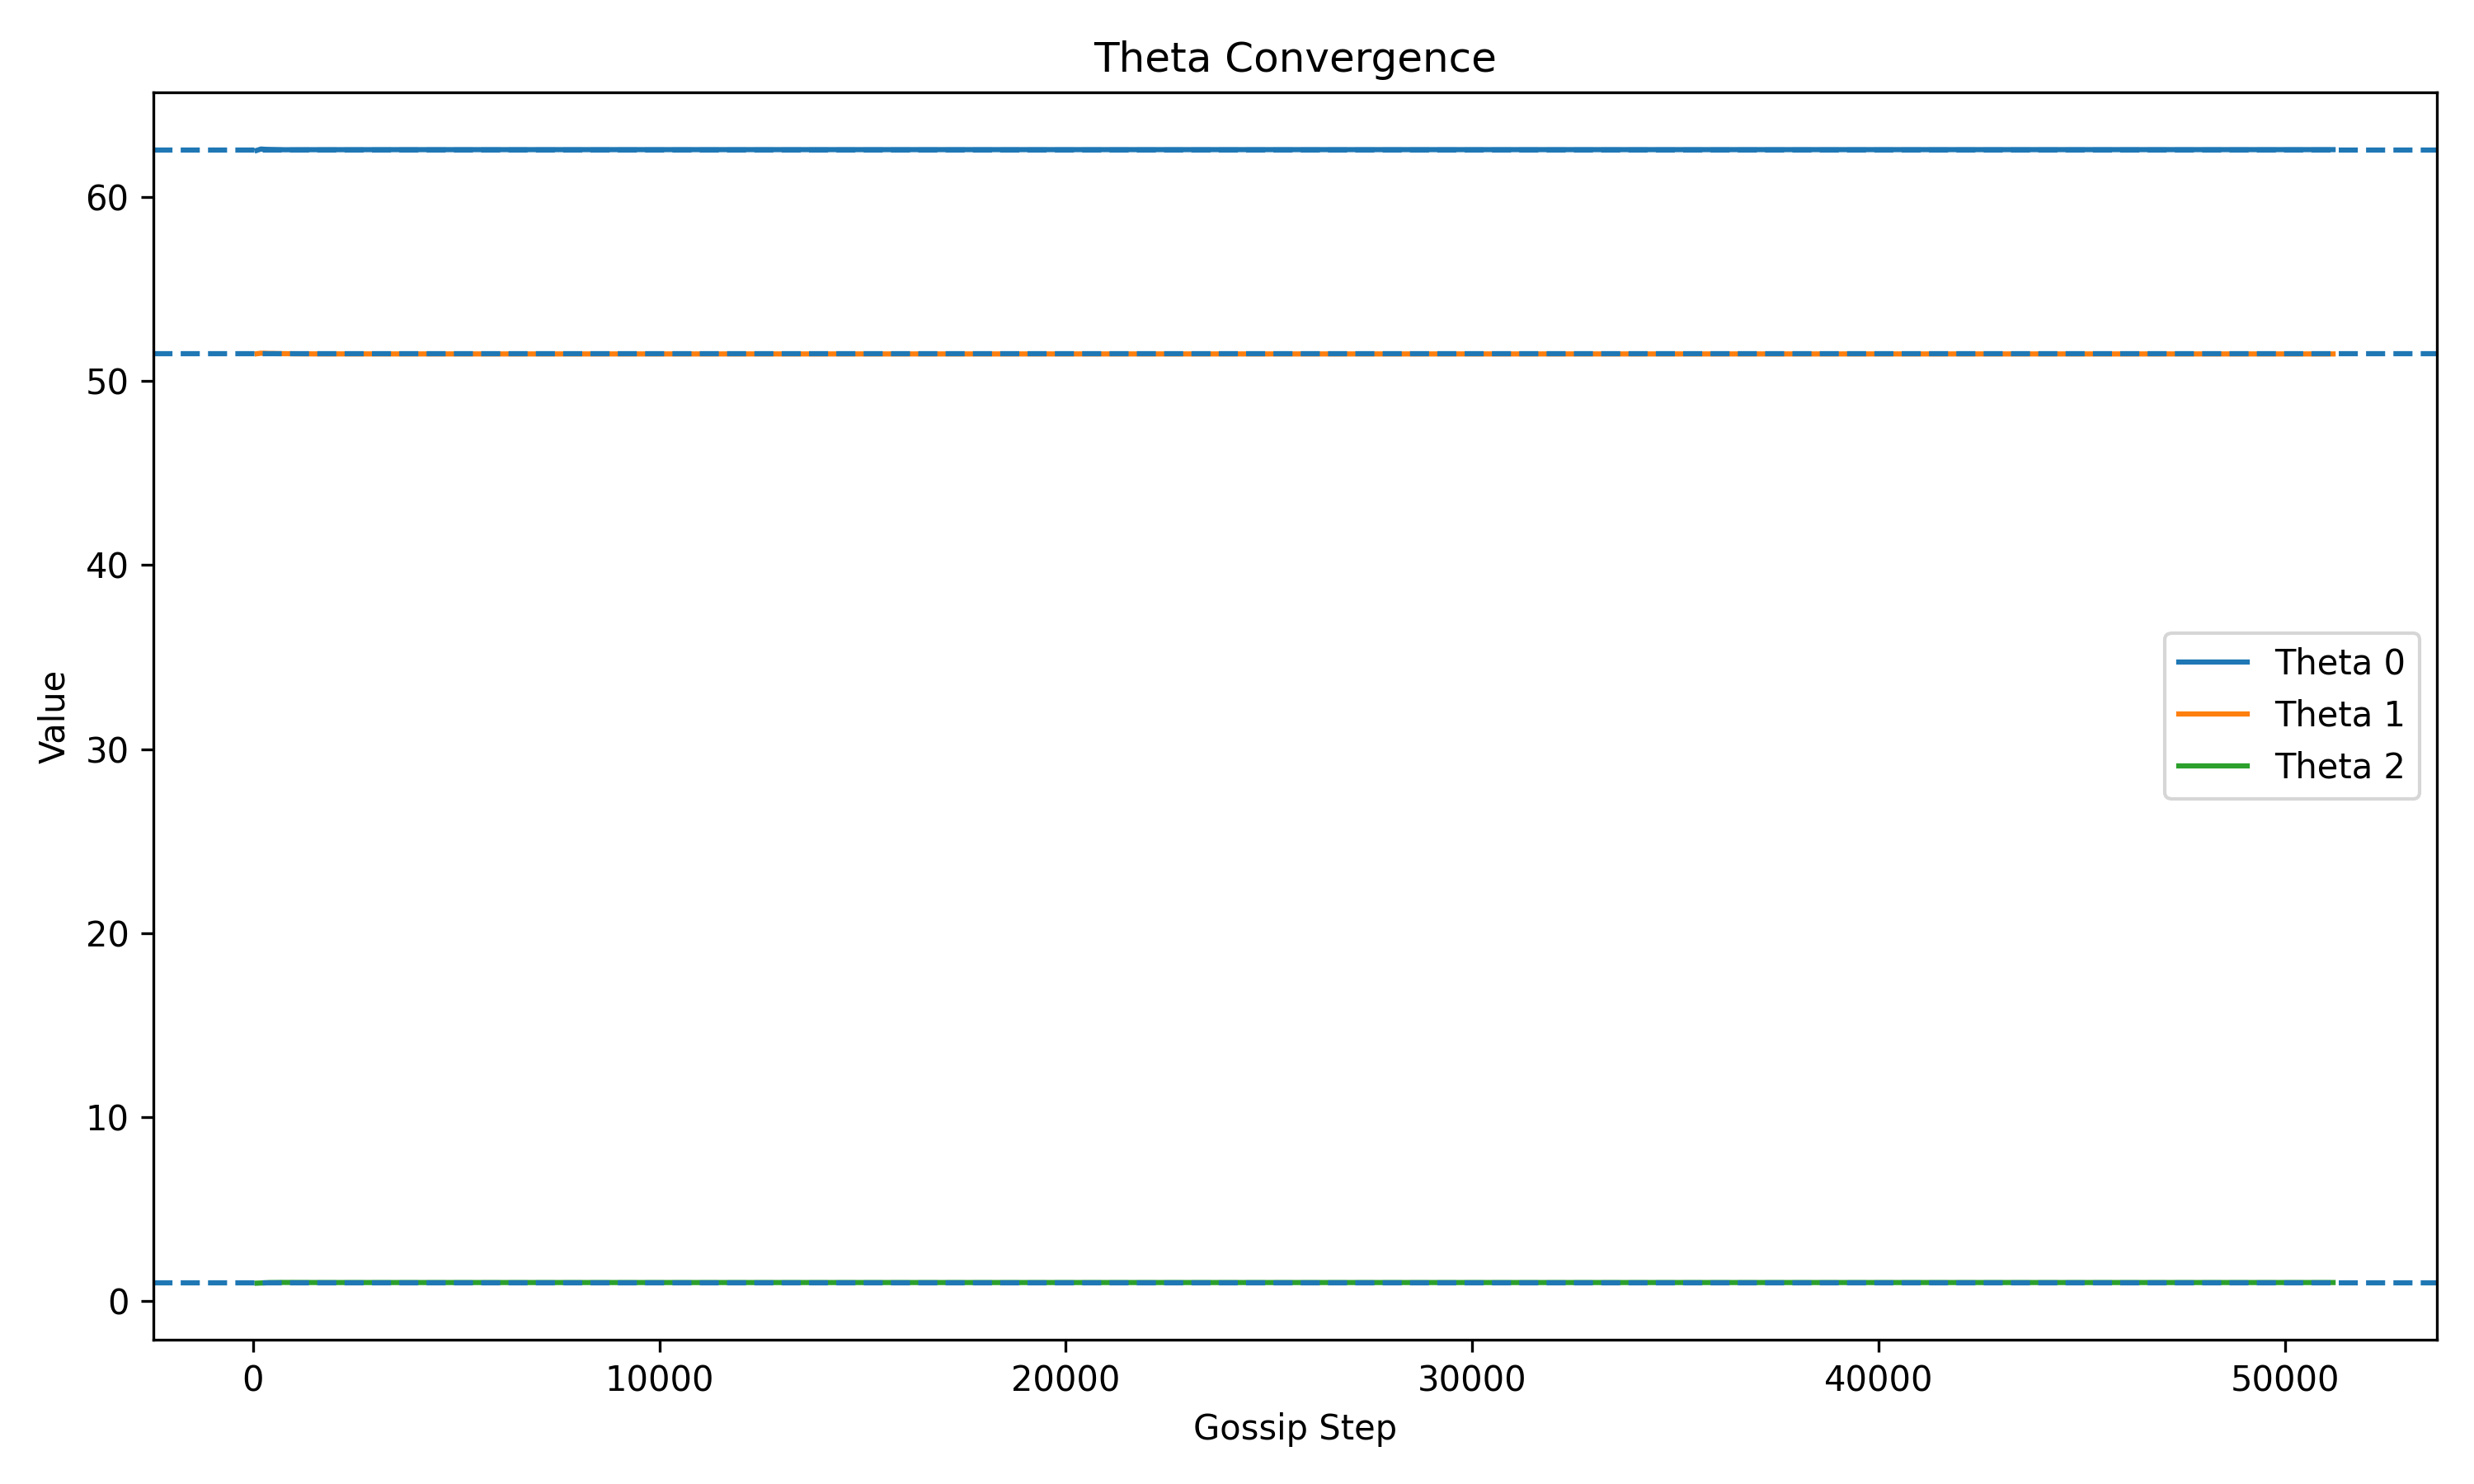 Theta Convergence
Value
60
50
40
30
20
10
0
Theta 0
Theta 1
Theta 2
0 10000 20000 30000 40000 50000
Gossip Step